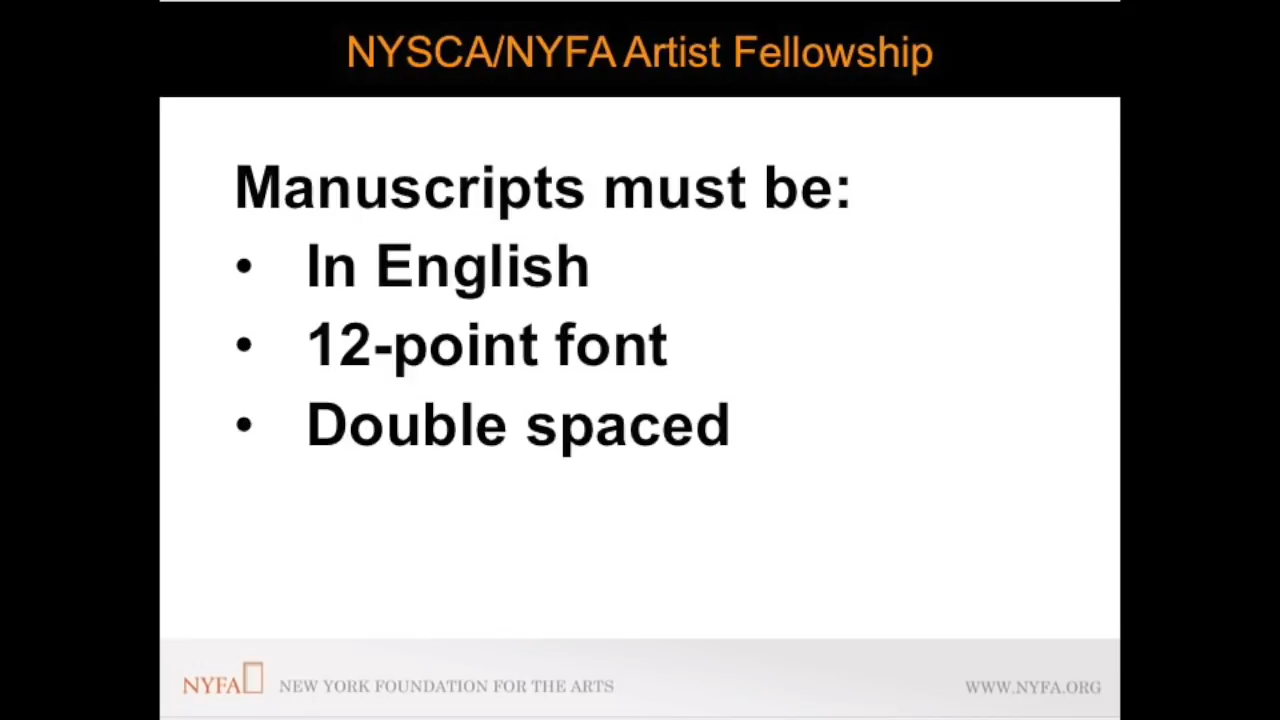 NYSCA/NYFA Artist Fellowship
Manuscripts must be:
• In English
• 12-point font
• Double spaced
NYFA NEW YORK FOUNDATION FOR THE ARTS WWW.NYFA.ORG